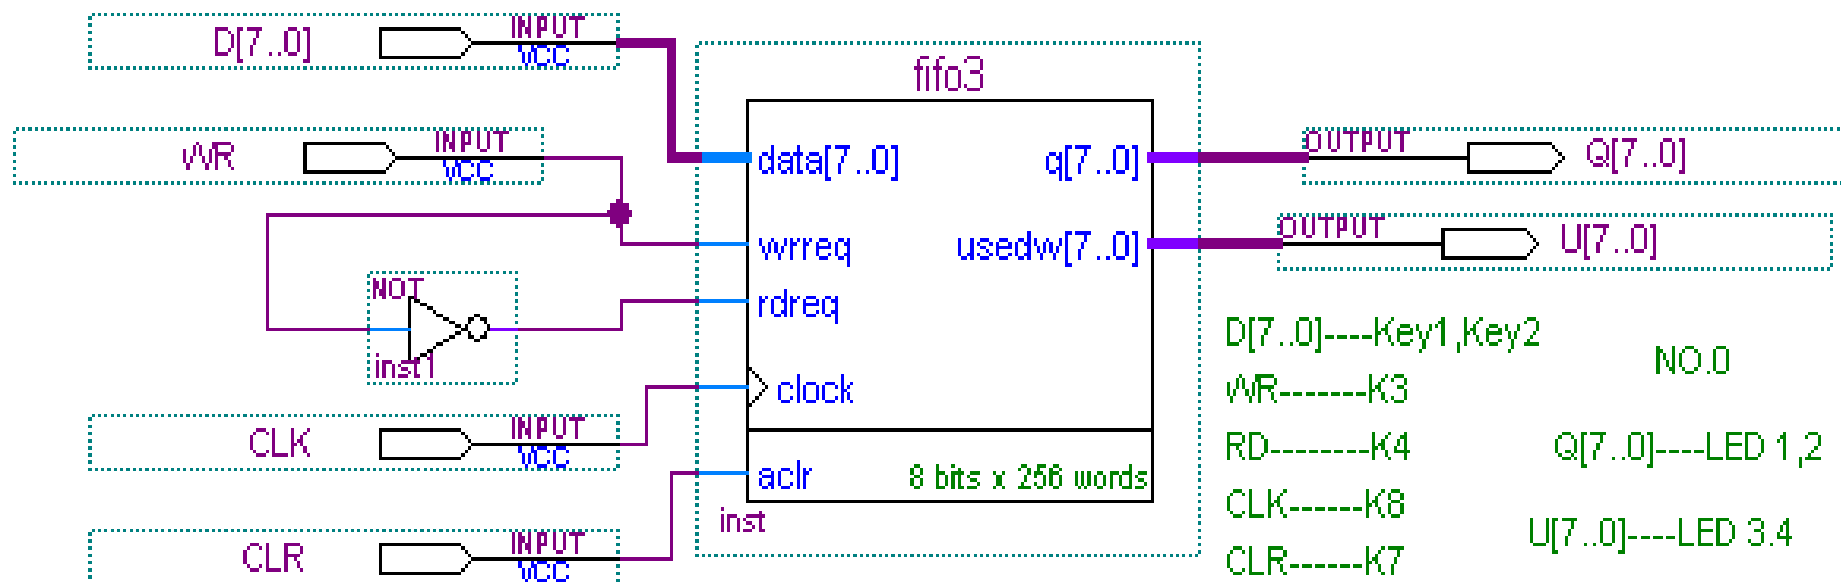 D[7..0]
INPUT
VCC
WR
INPUT
VCC
NOT
inst1
CLK
INPUT
VCC
CLR
INPUT
VCC
fifo3
data[7..0]
q[7..0]
wrreq
usedw[7..0]
rdreq
clock
aclr
8 bits x 256 words
inst
OUTPUT
Q[7..0]
OUTPUT
U[7..0]
D[7..0]----Key1,Key2
NO.0
WR-------K3
RD--------K4
Q[7..0]----LED 1,2
CLK------K8
U[7..0]----LED 3.4
CLR------K7